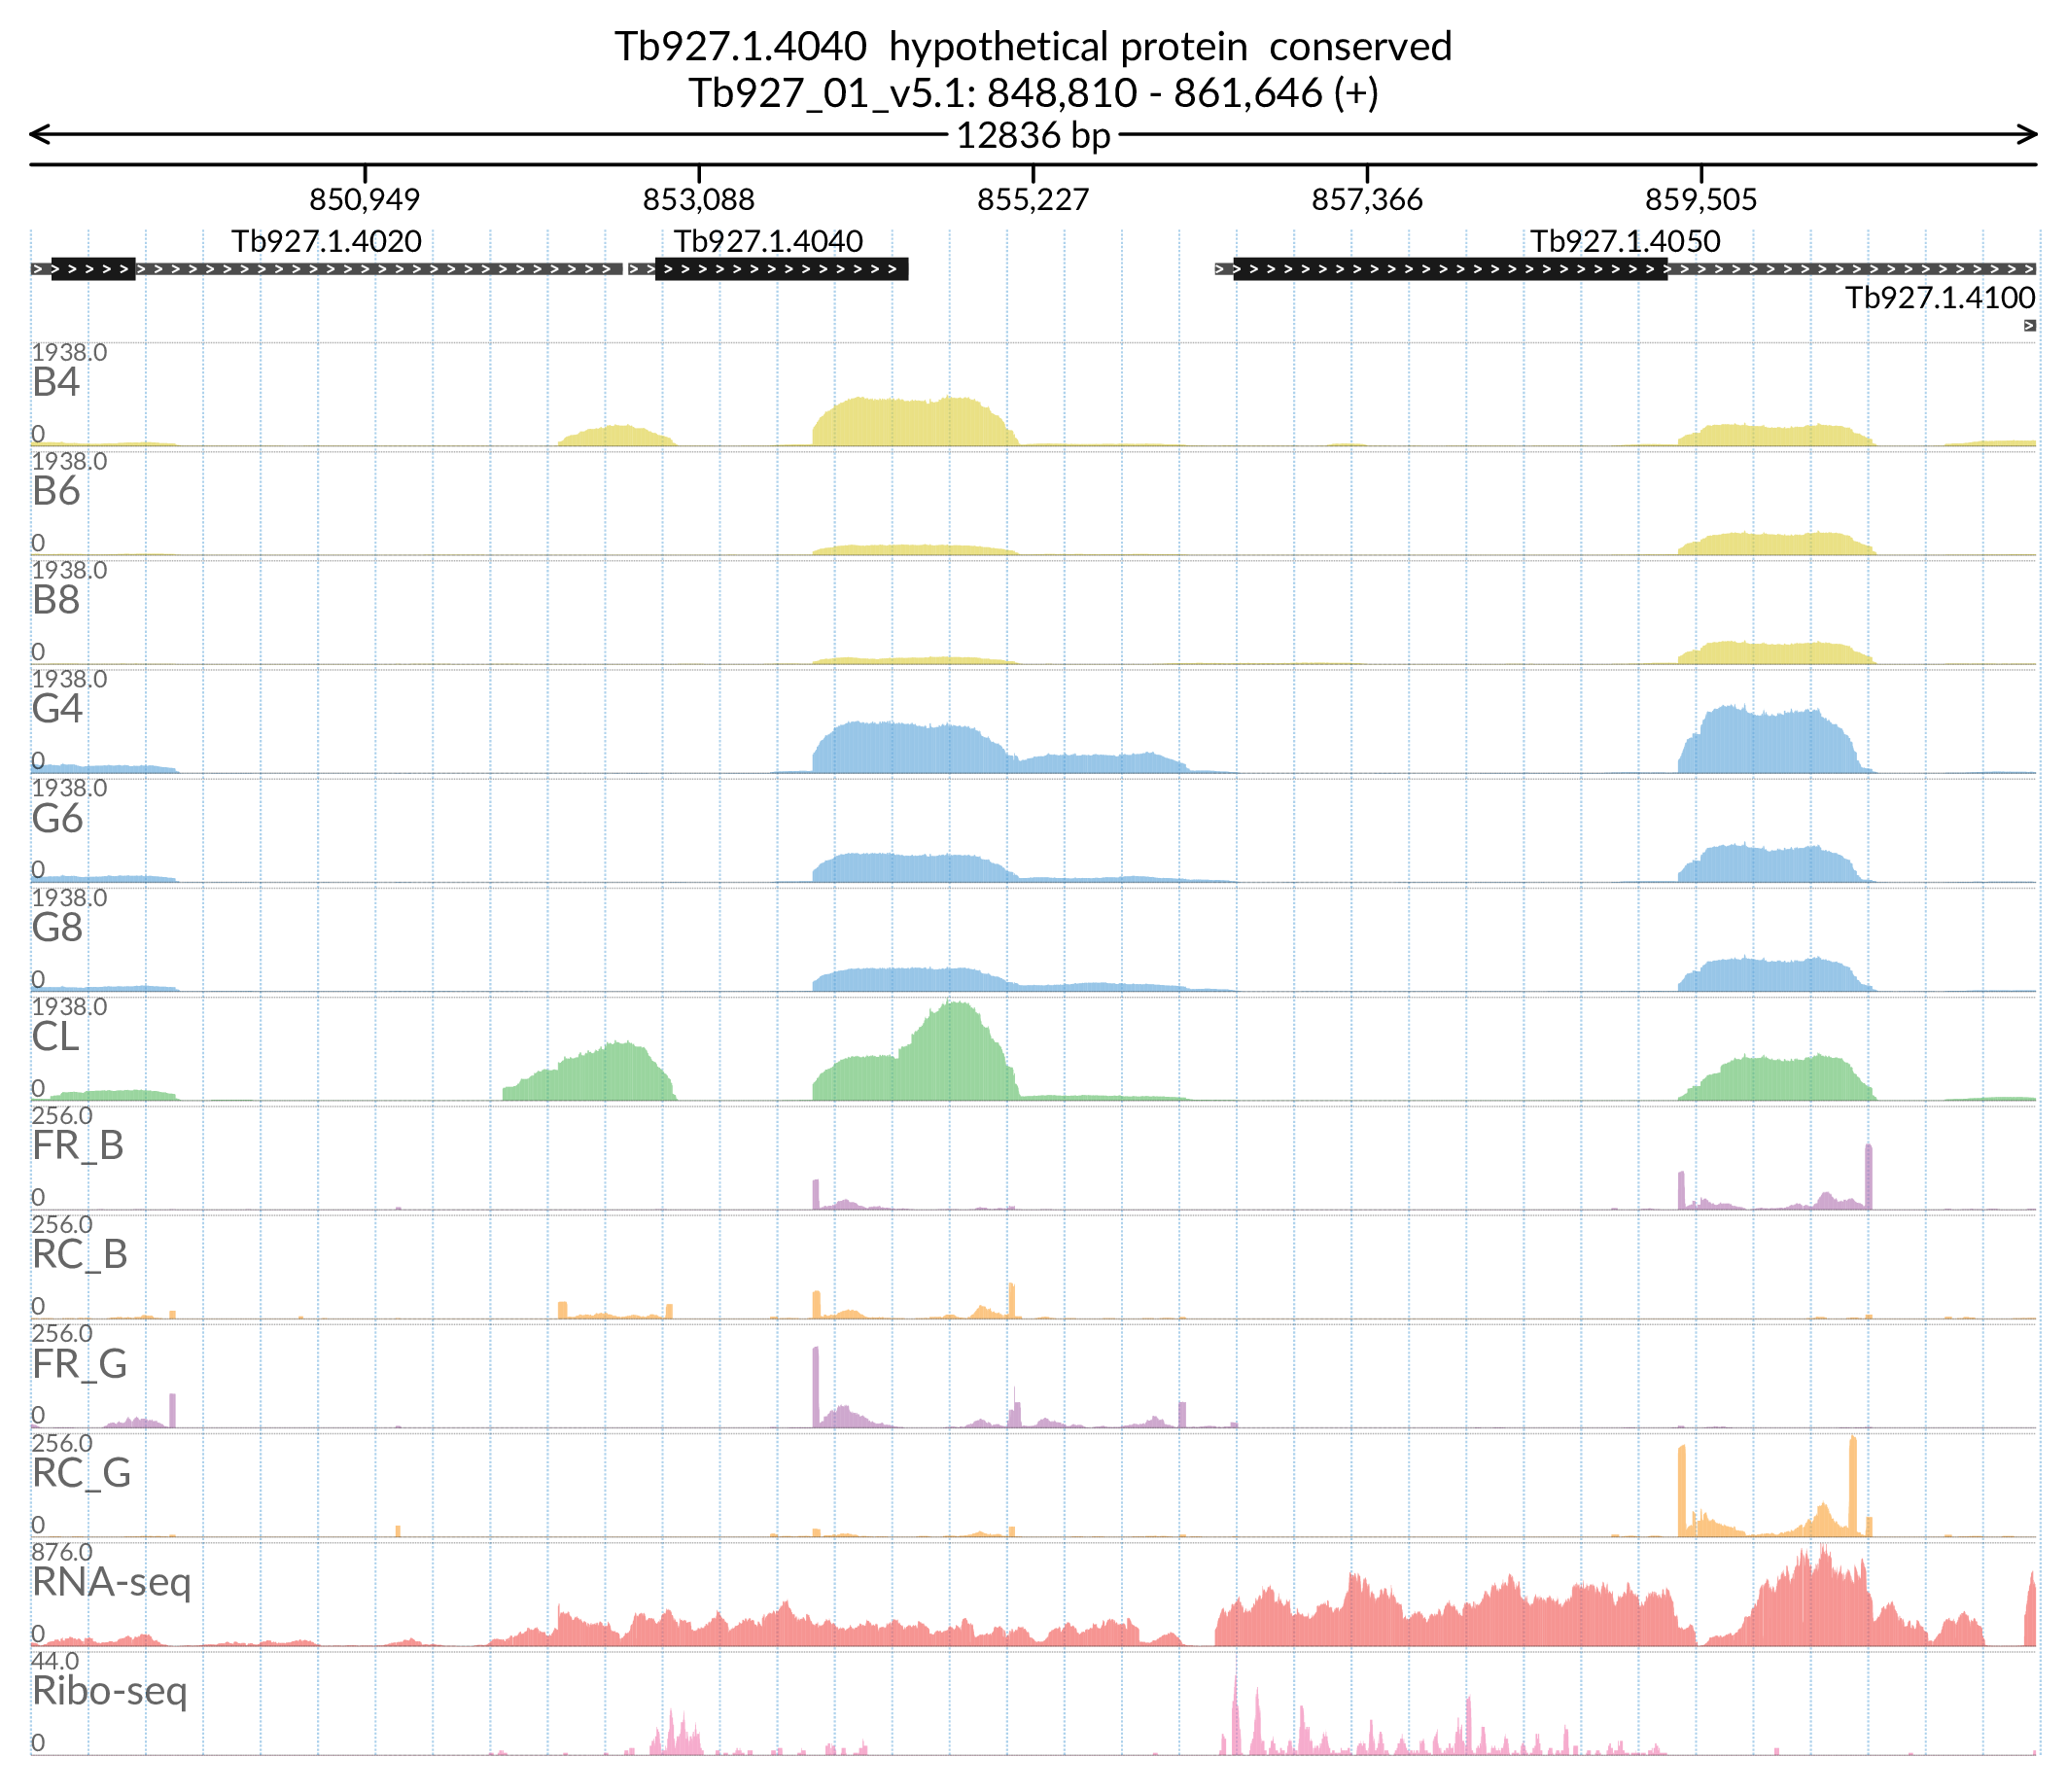 Tb927.1.4040 hypothetical protein conserved
Tb927_01_v5.1: 848,810 - 861,646 (+)
12836 bp
850,949 853,088 855,227 857,366 859,505
Tb927.1.4020 Tb927.1.4040 Tb927.1.4050
Tb927.1.4100
1938.0
B4
0
1938.0
B6
0
1938.0
B8
0
1938.0
G4
0
1938.0
G6
0
1938.0
G8
0
1938.0
CL
0
256.0
FR_B
0
256.0
RC_B
0
256.0
FR_G
0
256.0
RC_G
0
876.0
RNA-seq
0
44.0
Ribo-seq
0